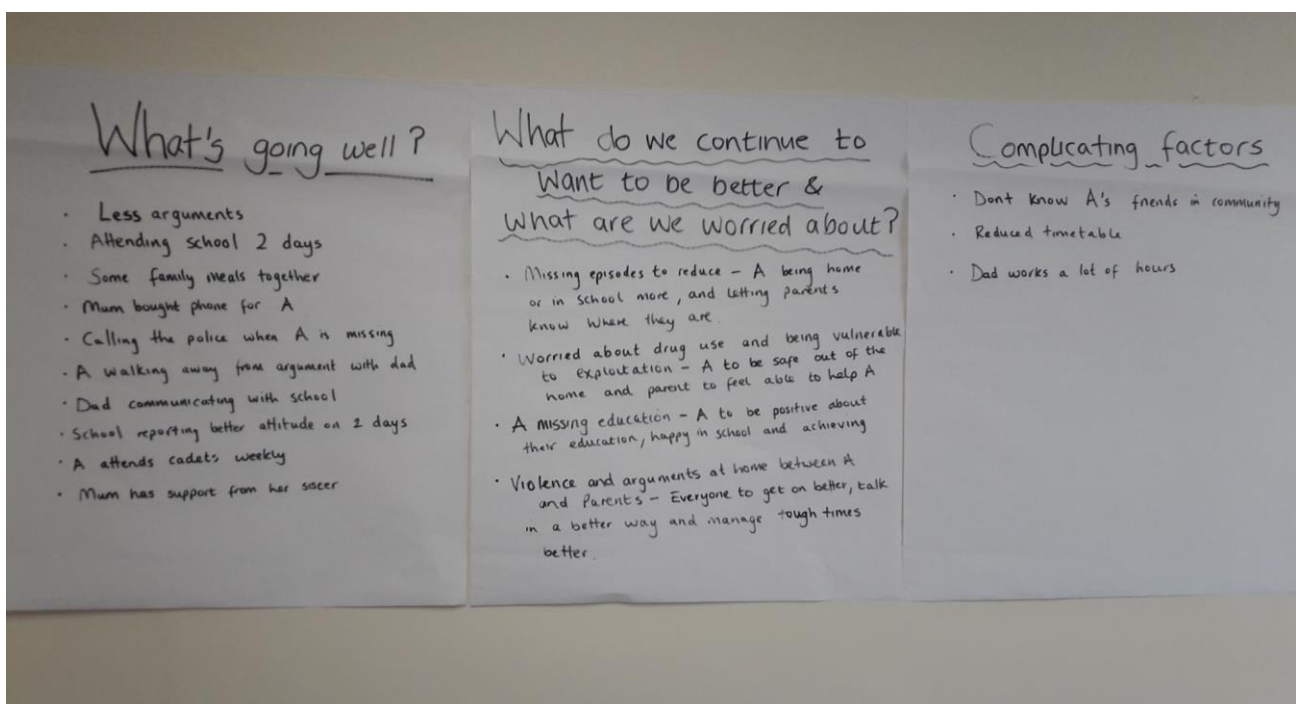 What's going well?
· Less arguments
· Attending school 2 days
· Some family meals together
· Mum bought phone for A
· Calling the police when A is missing
· A walking away from argument with dad
· Dad communicating with school
· School reporting better attitude on 2 days
· A attends cadets weekly
· Mum has support from her sister
What do we continue to
Want to be better &
what are we worried about?
· Missing episodes to reduce – A being home
or in school more, and letting parents
know where they are.
· Worried about drug use and being vulnerable
to exploitation – A to be safe out of the
home and parent to feel able to help A
· A missing education – A to be positive about
their education, happy in school and achieving
· Violence and arguments at home between A
and Parents – Everyone to get on better, talk
in a better way and manage tough times
better.
Complicating factors
· Dont know A's friends in community
· Reduced timetable
· Dad works a lot of hours